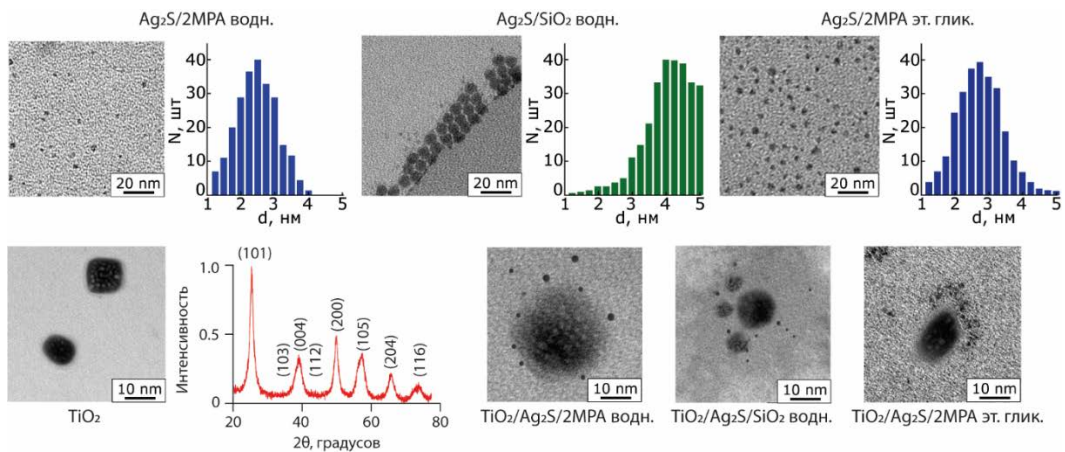 Ag₂S/2MPA водн.
Ag₂S/SiO₂ водн.
Ag₂S/2MPA эт. глик.
20 nm
N, шт
40
30
20
10
0
1 2 3 4 5
d, нм
20 nm
N, шт
40
30
20
10
0
1 2 3 4 5
d, нм
20 nm
N, шт
40
30
20
10
0
1 2 3 4 5
d, нм
10 nm
TiO₂
Интенсивность
1.0
0.5
0
(101)
(103)
(004)
(112)
(200)
(105)
(204)
(116)
20 40 60 80
2θ, градусов
10 nm
TiO₂/Ag₂S/2MPA водн.
10 nm
TiO₂/Ag₂S/SiO₂ водн.
10 nm
TiO₂/Ag₂S/2MPA эт. глик.